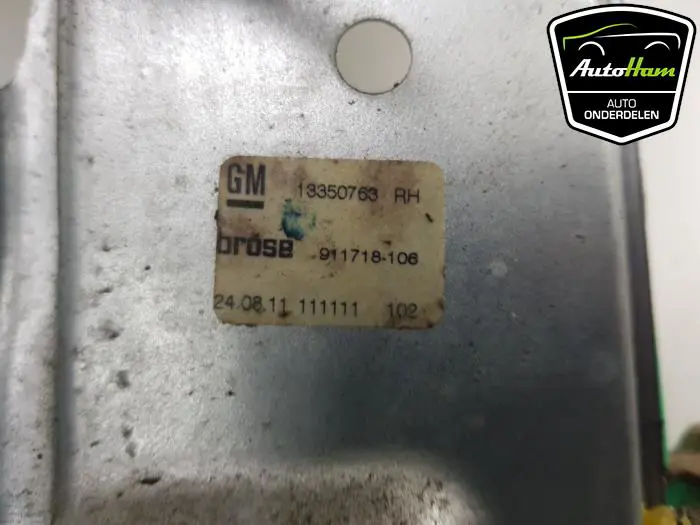 AutoHam
AUTO
ONDERDELEN
GM 13350763 RH
brose 911718-106
24.08.11 111111 102